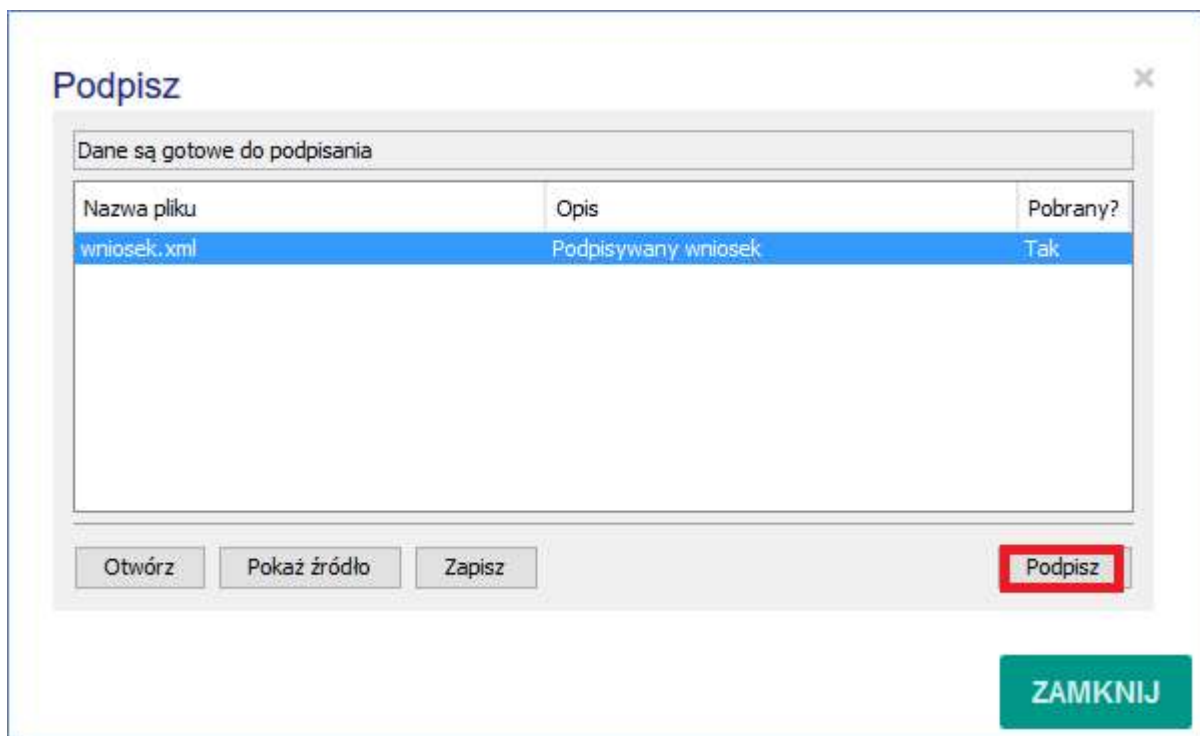 Podpisz
Dane są gotowe do podpisania
Nazwa pliku Opis Pobrany?
wniosek.xml Podpisywany wniosek Tak
Otwórz Pokaż źródło Zapisz Podpisz
ZAMKNIJ